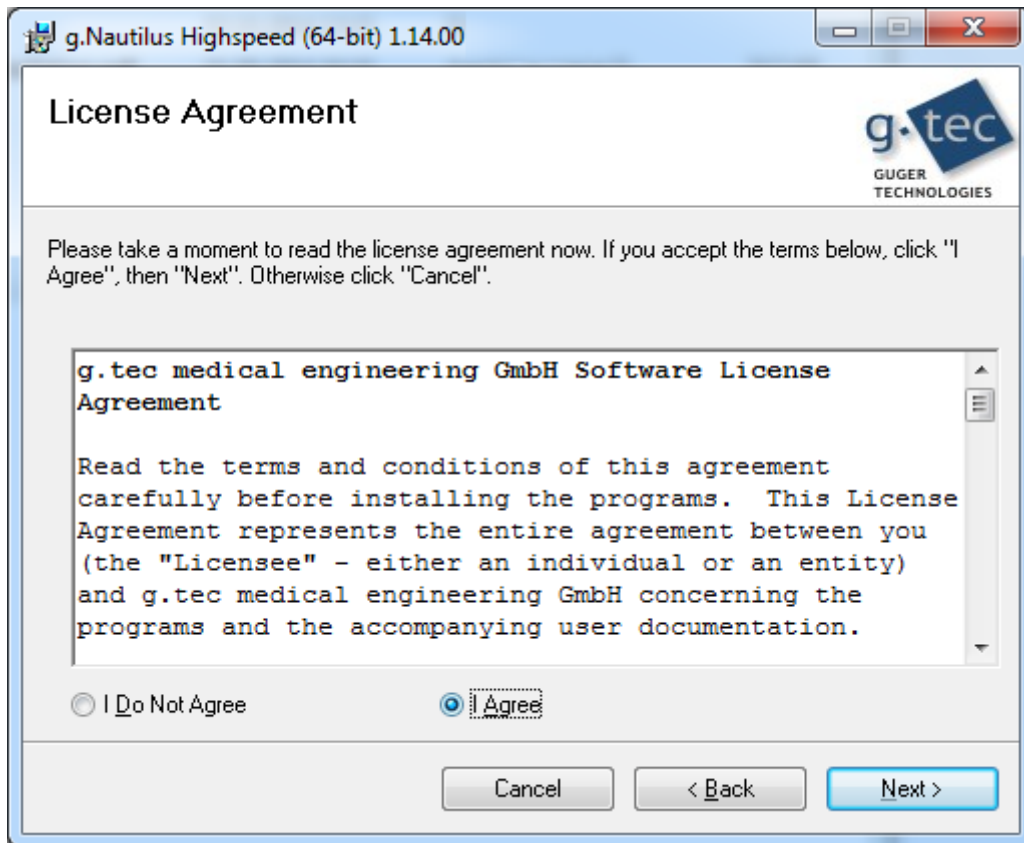 g.Nautilus Highspeed (64-bit) 1.14.00
License Agreement
g.tec
GUGER
TECHNOLOGIES
Please take a moment to read the license agreement now. If you accept the terms below, click "I
Agree", then "Next". Otherwise click "Cancel".
g.tec medical engineering GmbH Software License
Agreement
Read the terms and conditions of this agreement
carefully before installing the programs.  This License
Agreement represents the entire agreement between you
(the "Licensee" - either an individual or an entity)
and g.tec medical engineering GmbH concerning the
programs and the accompanying user documentation.
I Do Not Agree
I Agree
Cancel
< Back
Next >